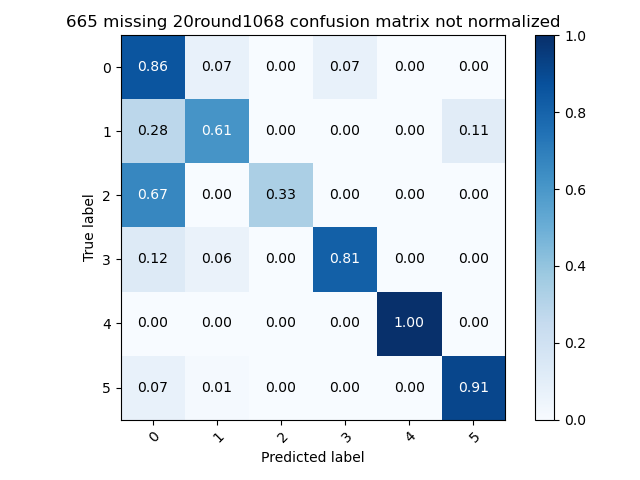 665 missing 20round1068 confusion matrix not normalized
0 0.86 0.07 0.00 0.07 0.00 0.00
1 0.28 0.61 0.00 0.00 0.00 0.11
2 0.67 0.00 0.33 0.00 0.00 0.00
3 0.12 0.06 0.00 0.81 0.00 0.00
4 0.00 0.00 0.00 0.00 1.00 0.00
5 0.07 0.01 0.00 0.00 0.00 0.91
0 1 2 3 4 5
True label
Predicted label
1.0
0.8
0.6
0.4
0.2
0.0